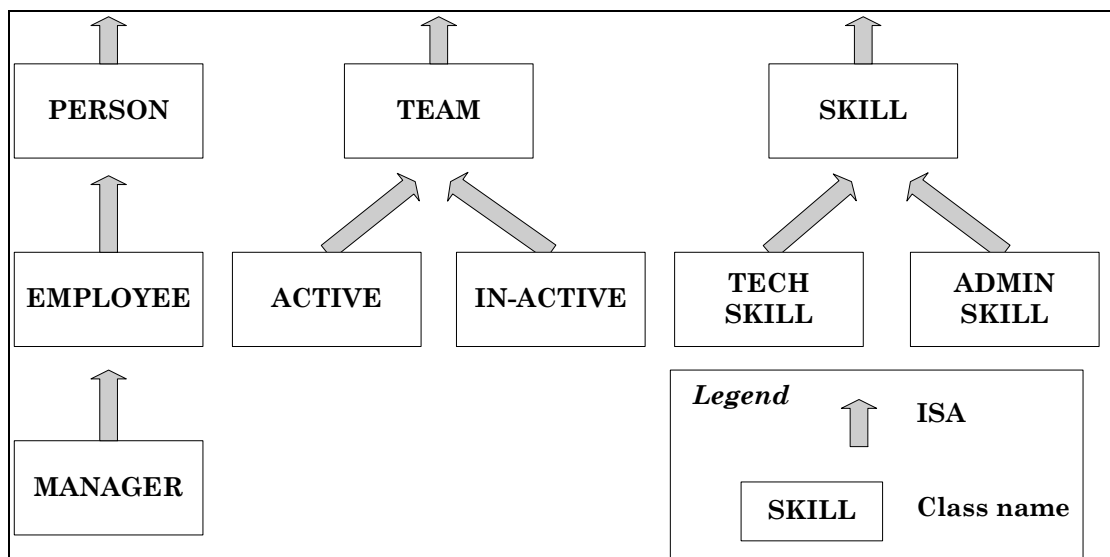 PERSON
TEAM
SKILL
EMPLOYEE
ACTIVE
IN-ACTIVE
TECH
SKILL
ADMIN
SKILL
MANAGER
Legend
ISA
SKILL
Class name